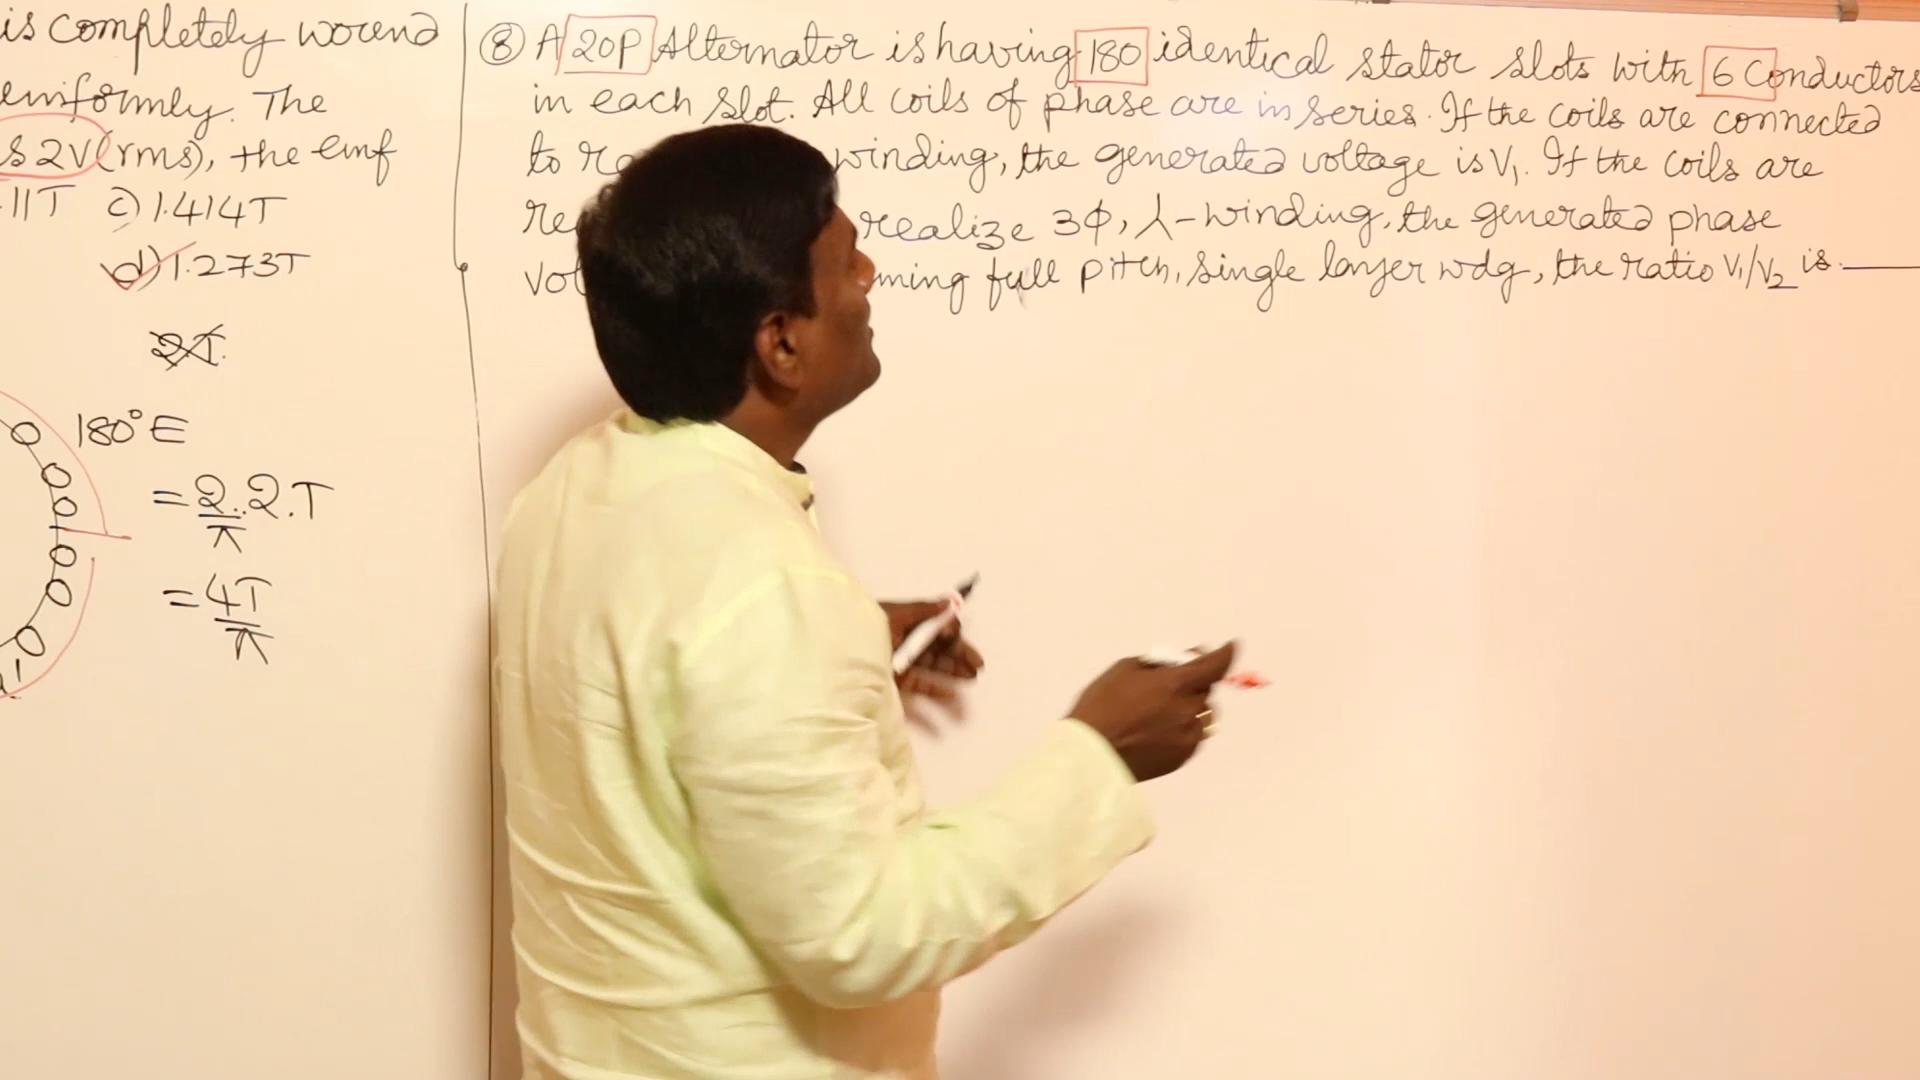 is completely wound
uniformly. The
s 2V (rms), the emf
.11T c) 1.414T
d) 1.273T
2T.
180°E
= 2/π . 2.T
= 4T/π
⑧ A 20P Alternator is having 180 identical stator slots with 6 Conductors
in each slot. All coils of phase are in series. If the coils are connected
to winding, the generated voltage is V₁. If the coils are
realize 3Φ, λ-winding, the generated phase
full pitch, single layer wdg, the ratio V₁/V₂ is ____